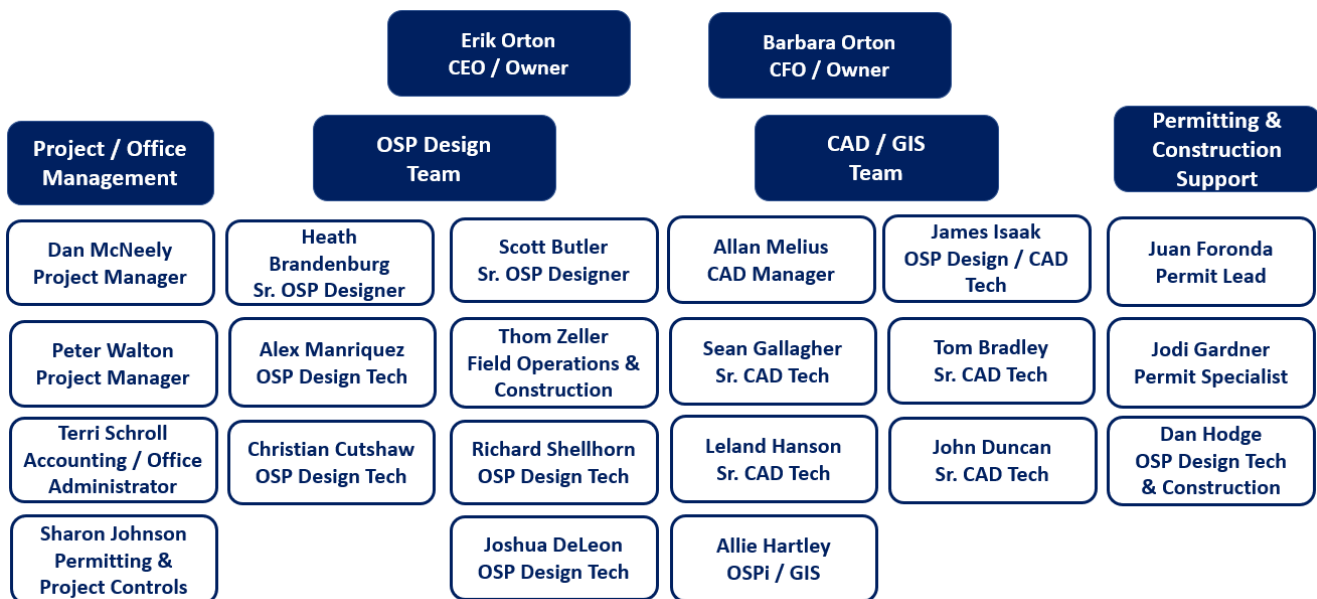 Erik Orton
CEO / Owner
Barbara Orton
CFO / Owner
Project / Office
Management
OSP Design
Team
CAD / GIS
Team
Permitting &
Construction
Support
Dan McNeely
Project Manager
Heath
Brandenburg
Sr. OSP Designer
Scott Butler
Sr. OSP Designer
Allan Melius
CAD Manager
James Isaak
OSP Design / CAD
Tech
Juan Foronda
Permit Lead
Peter Walton
Project Manager
Alex Manriquez
OSP Design Tech
Thom Zeller
Field Operations &
Construction
Sean Gallagher
Sr. CAD Tech
Tom Bradley
Sr. CAD Tech
Jodi Gardner
Permit Specialist
Terri Schroll
Accounting / Office
Administrator
Christian Cutshaw
OSP Design Tech
Richard Shellhorn
OSP Design Tech
Leland Hanson
Sr. CAD Tech
John Duncan
Sr. CAD Tech
Dan Hodge
OSP Design Tech
& Construction
Sharon Johnson
Permitting &
Project Controls
Joshua DeLeon
OSP Design Tech
Allie Hartley
OSPi / GIS